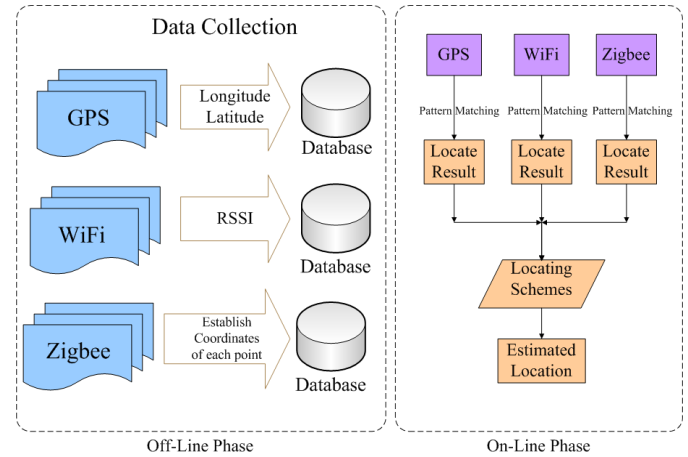 Data Collection
GPS
Longitude
Latitude
Database
WiFi
RSSI
Database
Zigbee
Establish
Coordinates
of each point
Database
Off-Line Phase
GPS
WiFi
Zigbee
Pattern Matching
Pattern Matching
Pattern Matching
Locate
Result
Locate
Result
Locate
Result
Locating
Schemes
Estimated
Location
On-Line Phase